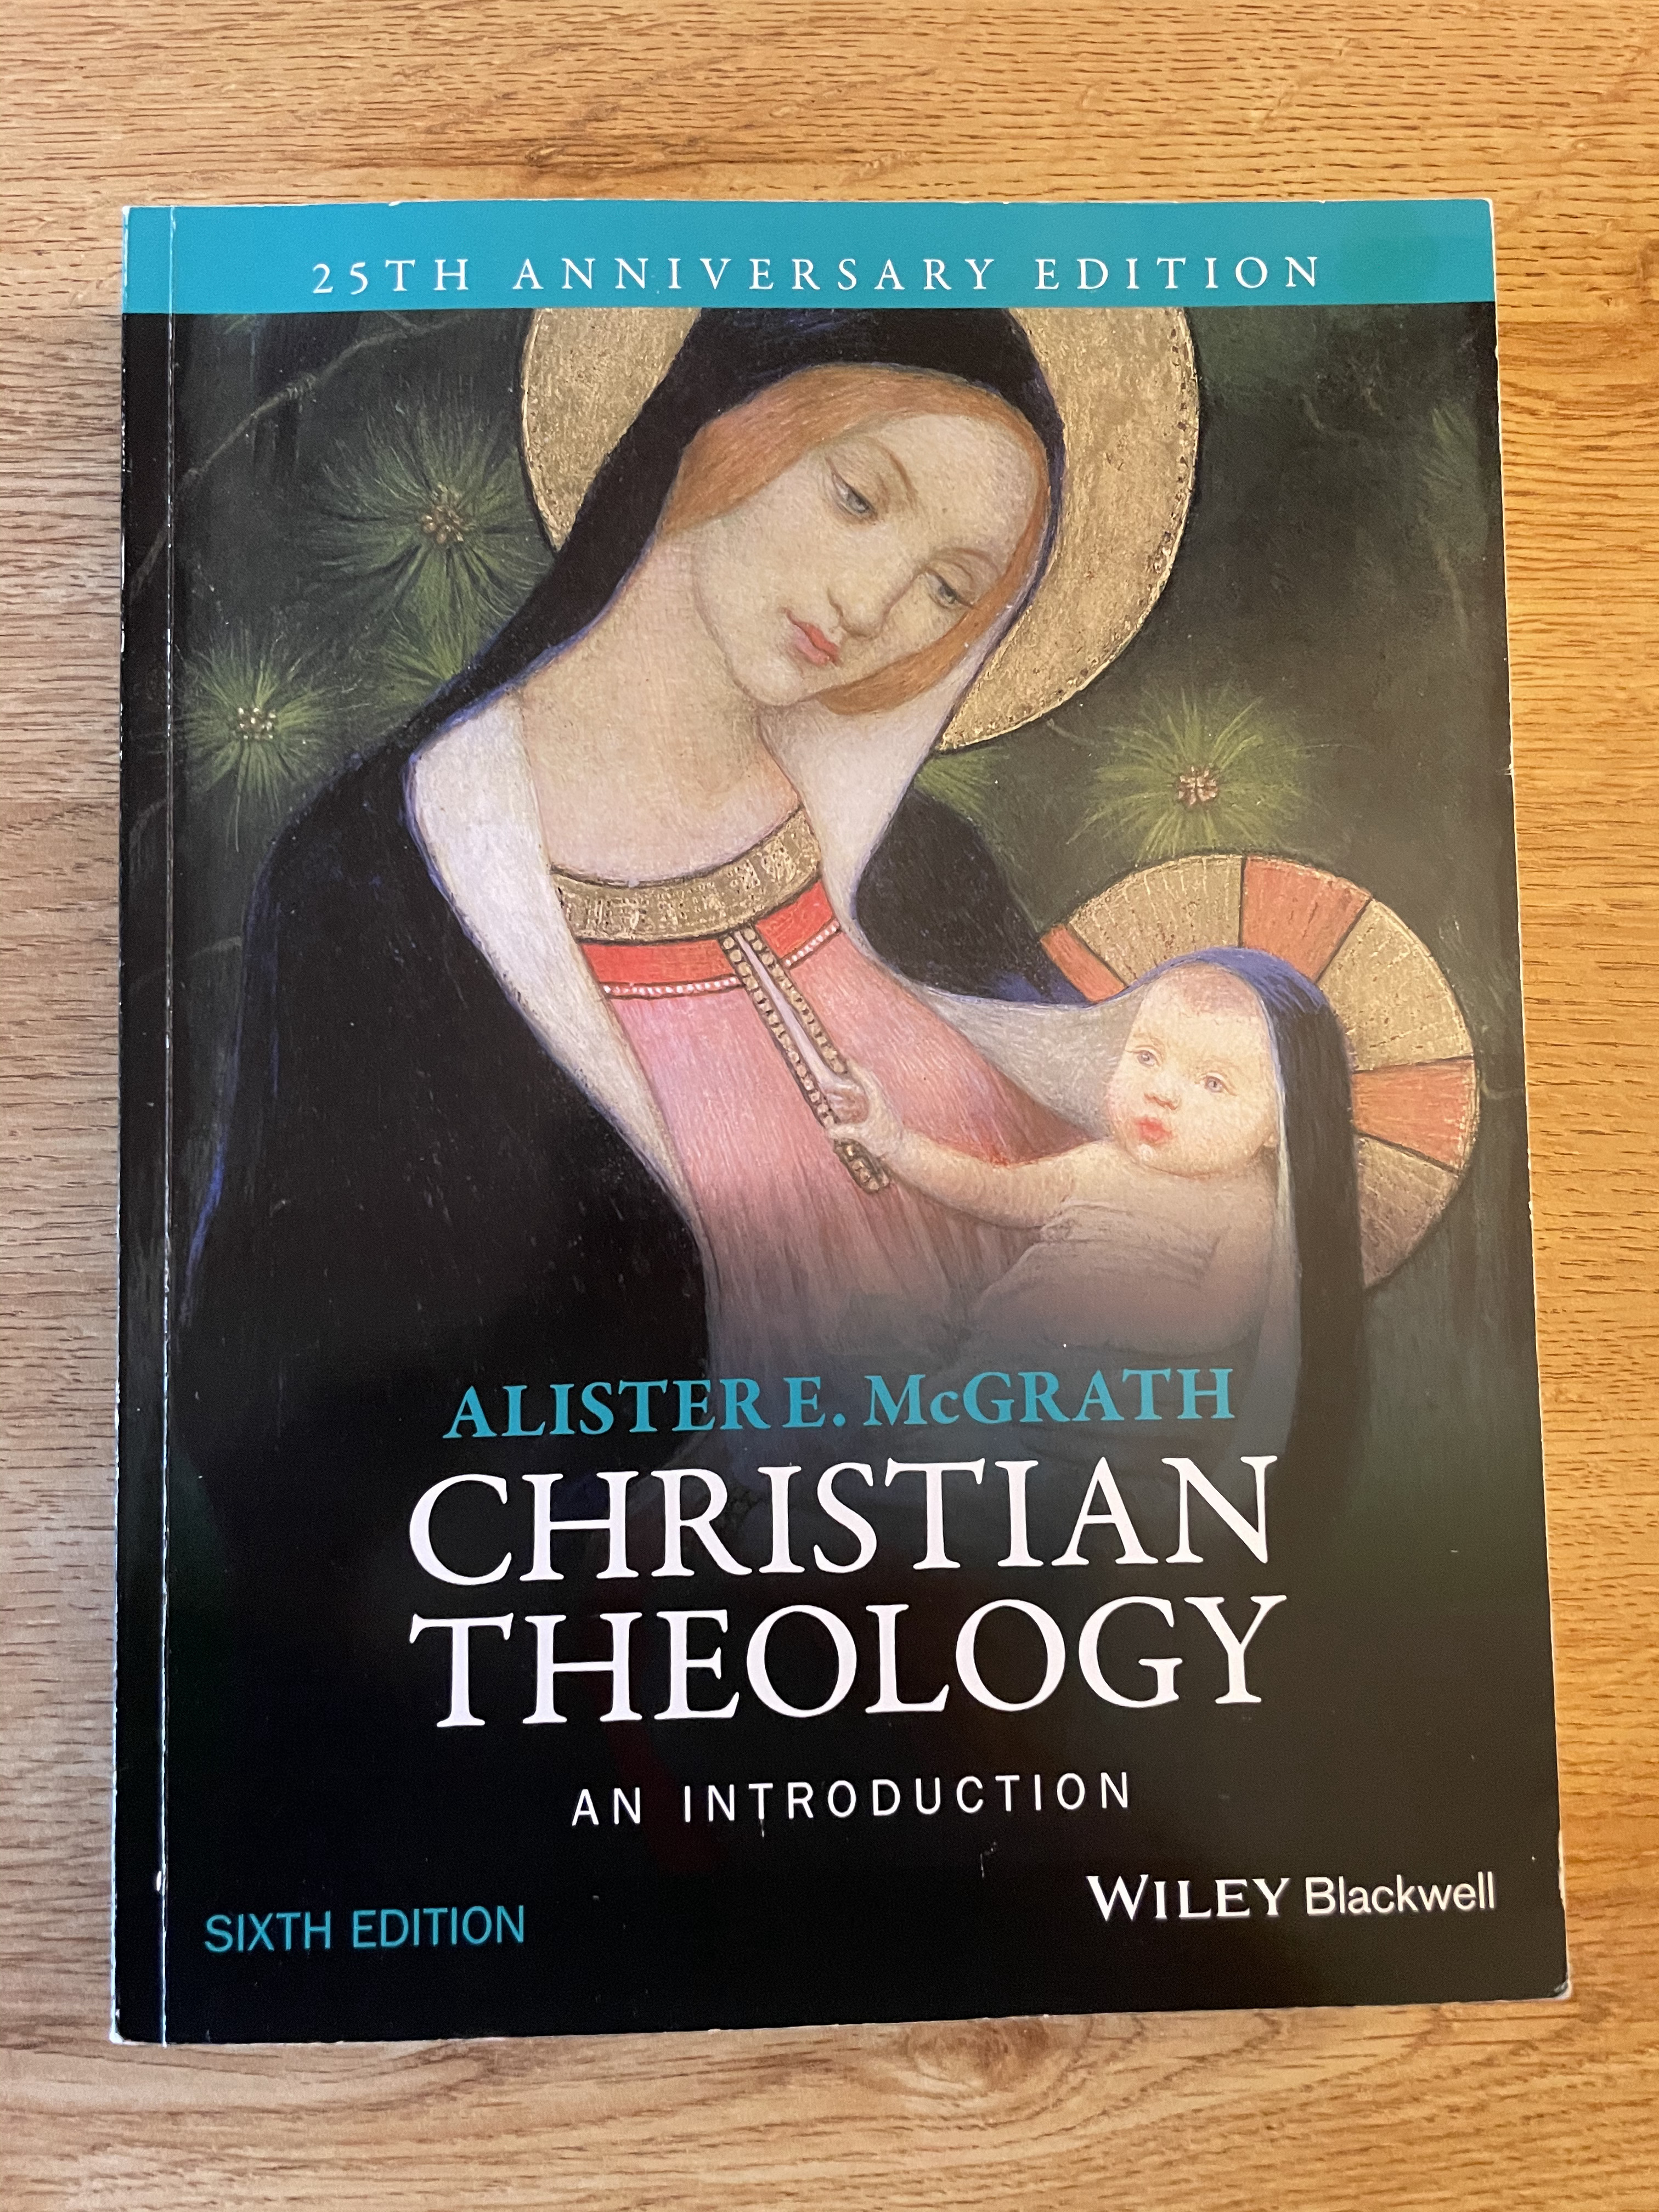 25TH ANNIVERSARY EDITION
ALISTER E. McGRATH
CHRISTIAN
THEOLOGY
AN INTRODUCTION
SIXTH EDITION
WILEY Blackwell